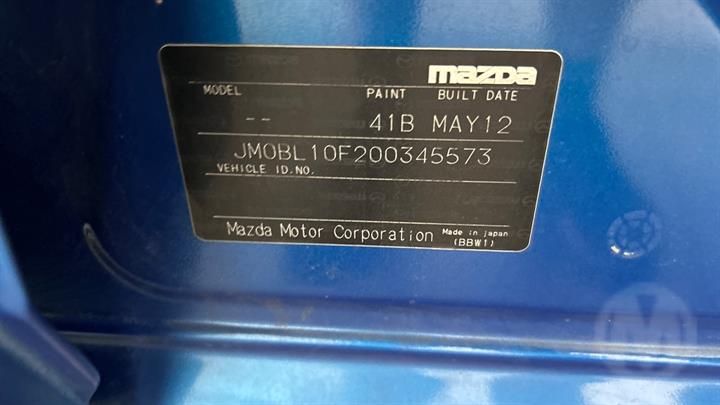 mazda
MODEL PAINT BUILT DATE
-- 41B MAY12
JM0BL10F200345573
VEHICLE ID.NO.
Mazda Motor Corporation Made in Japan
(BBW1)